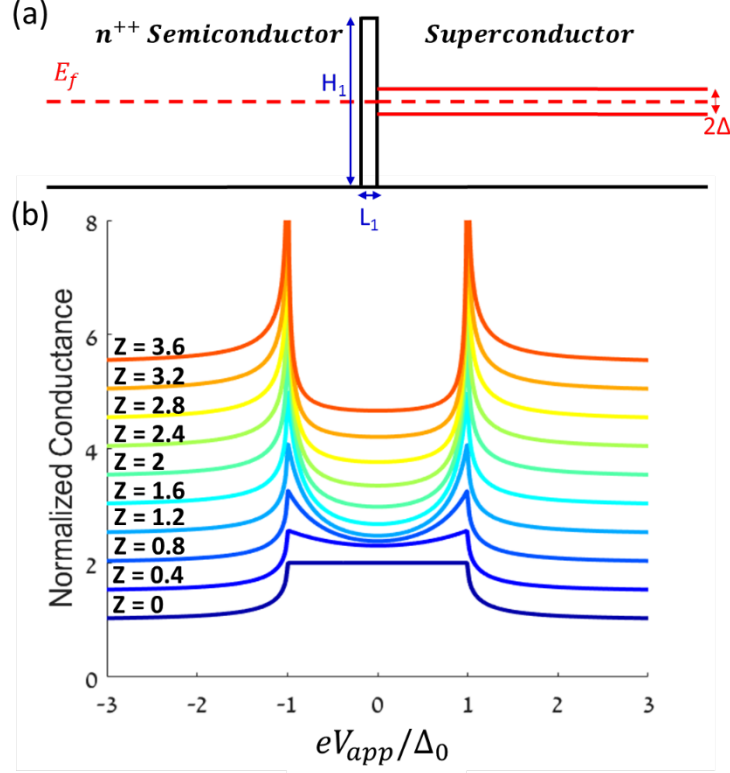 (a)
n⁺⁺ Semiconductor
Superconductor
E_f
H₁
2Δ
L₁
(b)
Normalized Conductance
8
6
4
2
0
Z = 3.6
Z = 3.2
Z = 2.8
Z = 2.4
Z = 2
Z = 1.6
Z = 1.2
Z = 0.8
Z = 0.4
Z = 0
-3 -2 -1 0 1 2 3
eV_app/Δ₀